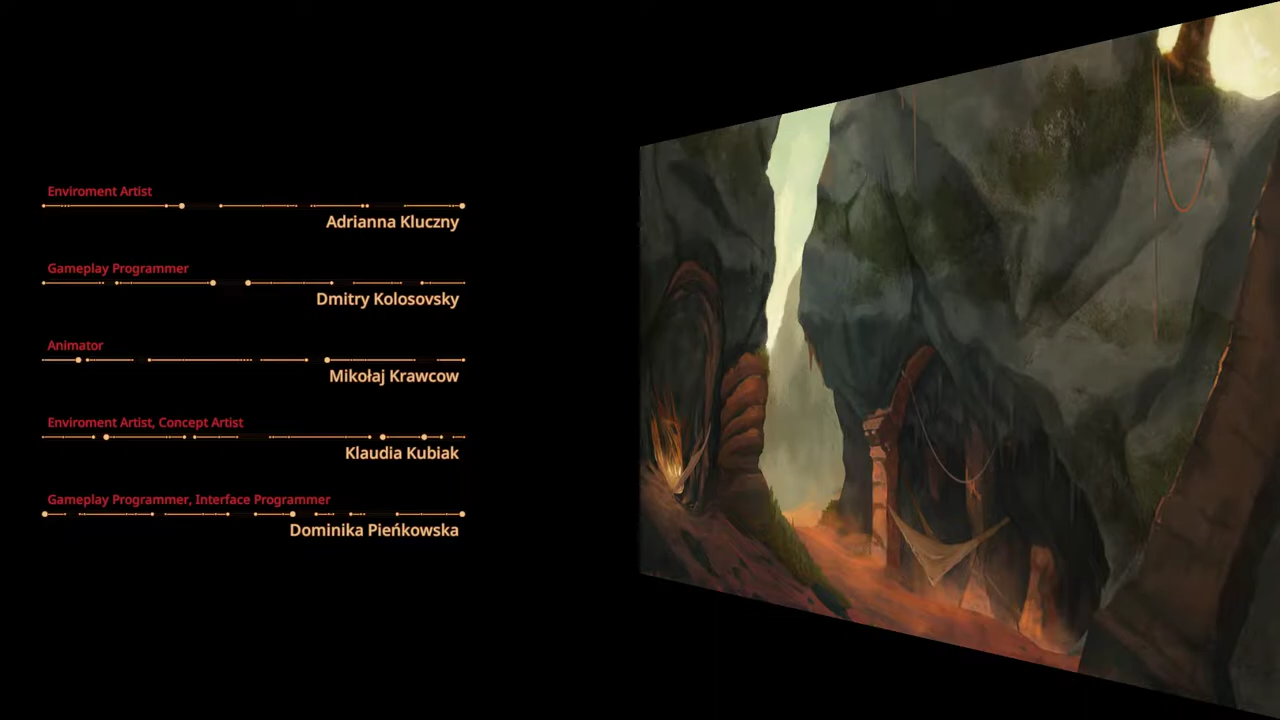 Enviroment Artist
Adrianna Kluczny
Gameplay Programmer
Dmitry Kolosovsky
Animator
Mikołaj Krawcow
Enviroment Artist, Concept Artist
Klaudia Kubiak
Gameplay Programmer, Interface Programmer
Dominika Pieńkowska